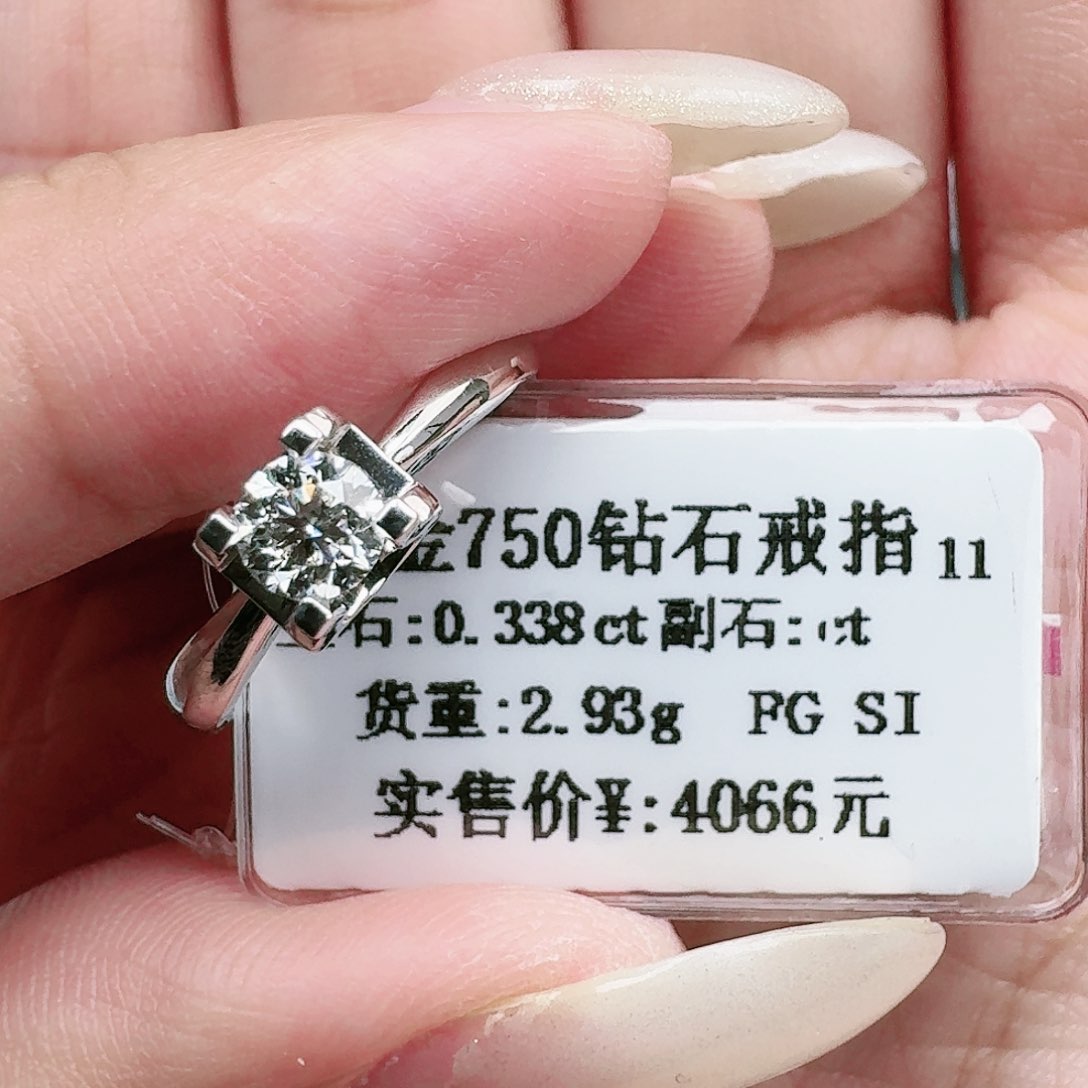 金750钻石戒指 11
石:0.338ct副石:ct
货重:2.93g FG SI
实售价¥:4066元